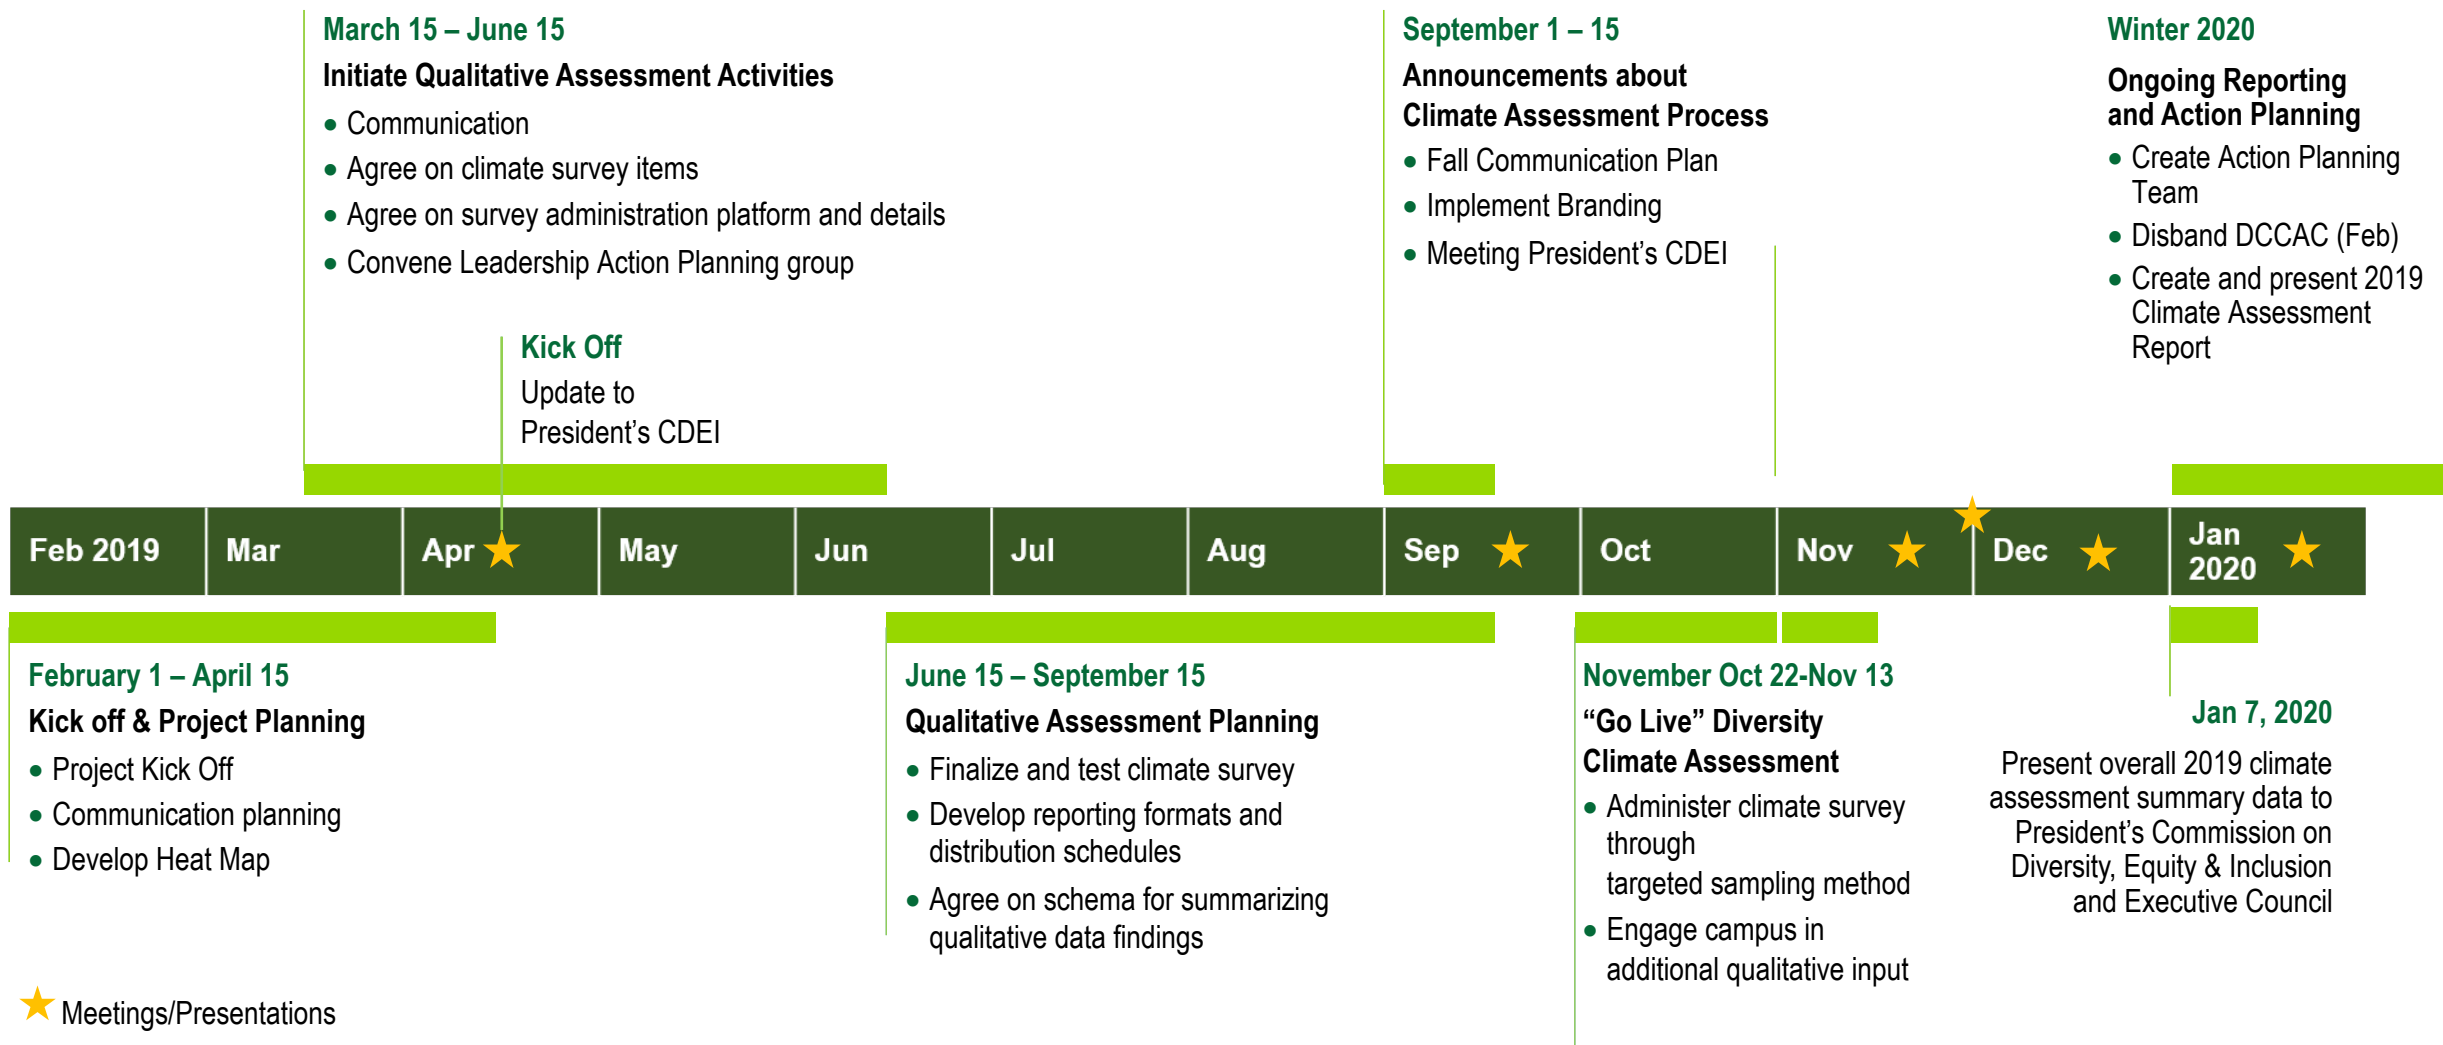 March 15 – June 15
Initiate Qualitative Assessment Activities
• Communication
• Agree on climate survey items
• Agree on survey administration platform and details
• Convene Leadership Action Planning group
Kick Off
Update to
President’s CDEI
September 1 – 15
Announcements about
Climate Assessment Process
• Fall Communication Plan
• Implement Branding
• Meeting President’s CDEI
Winter 2020
Ongoing Reporting
and Action Planning
• Create Action Planning
Team
• Disband DCCAC (Feb)
• Create and present 2019
Climate Assessment
Report
Feb 2019
Mar
Apr
May
Jun
Jul
Aug
Sep
Oct
Nov
Dec
Jan
2020
February 1 – April 15
Kick off & Project Planning
• Project Kick Off
• Communication planning
• Develop Heat Map
June 15 – September 15
Qualitative Assessment Planning
• Finalize and test climate survey
• Develop reporting formats and
distribution schedules
• Agree on schema for summarizing
qualitative data findings
November Oct 22-Nov 13
“Go Live” Diversity
Climate Assessment
• Administer climate survey
through
targeted sampling method
• Engage campus in
additional qualitative input
Jan 7, 2020
Present overall 2019 climate
assessment summary data to
President’s Commission on
Diversity, Equity & Inclusion
and Executive Council
Meetings/Presentations